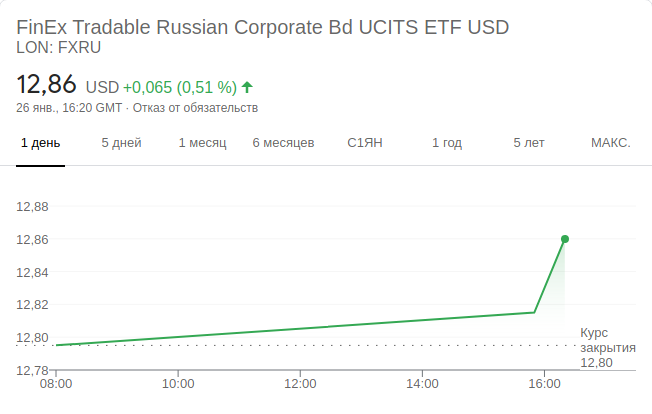 FinEx Tradable Russian Corporate Bd UCITS ETF USD
LON: FXRU
12,86 USD +0,065 (0,51 %)
26 янв., 16:20 GMT · Отказ от обязательств
1 день 5 дней 1 месяц 6 месяцев С1ЯН 1 год 5 лет МАКС.
12,88
12,86
12,84
12,82
12,80
12,78
Курс
закрытия
12,80
08:00 10:00 12:00 14:00 16:00